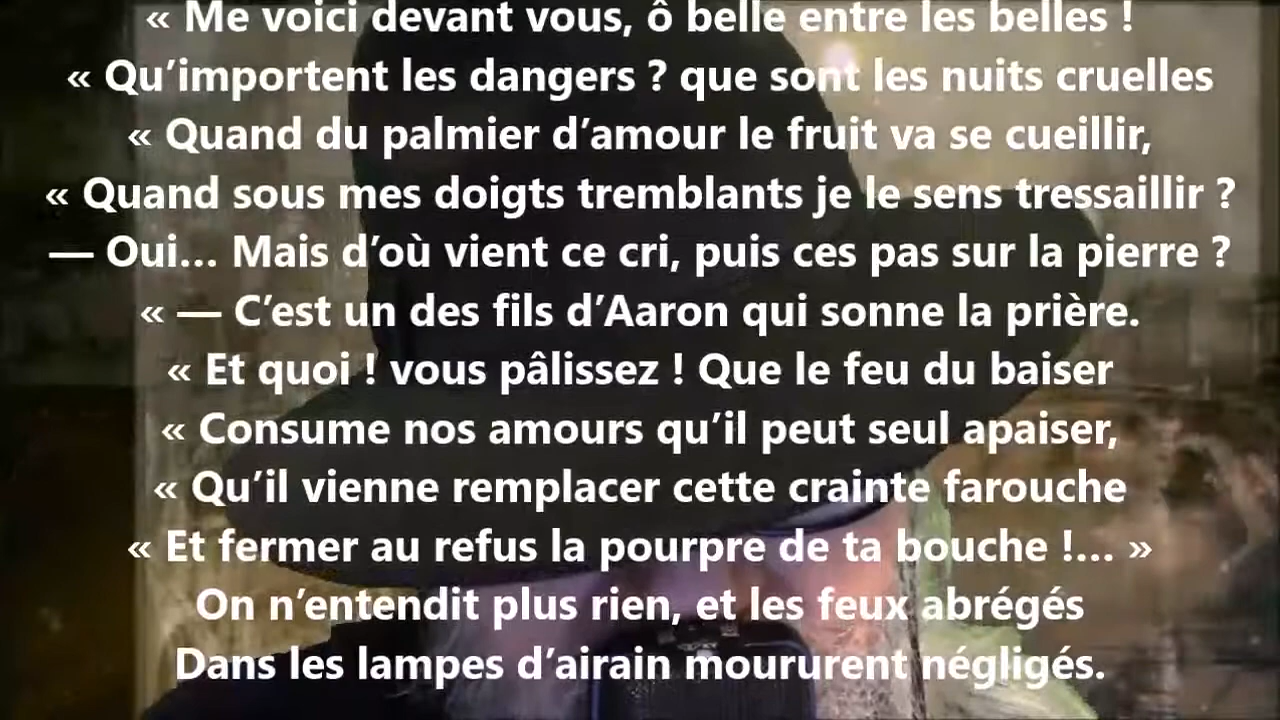 « Me voici devant vous, ô belle entre les belles !
« Qu’importent les dangers ? que sont les nuits cruelles
« Quand du palmier d’amour le fruit va se cueillir,
« Quand sous mes doigts tremblants je le sens tressaillir ?
— Oui… Mais d’où vient ce cri, puis ces pas sur la pierre ?
« — C’est un des fils d’Aaron qui sonne la prière.
« Et quoi ! vous pâlissez ! Que le feu du baiser
« Consume nos amours qu’il peut seul apaiser,
« Qu’il vienne remplacer cette crainte farouche
« Et fermer au refus la pourpre de ta bouche !… »
On n’entendit plus rien, et les feux abrégés
Dans les lampes d’airain moururent négligés.